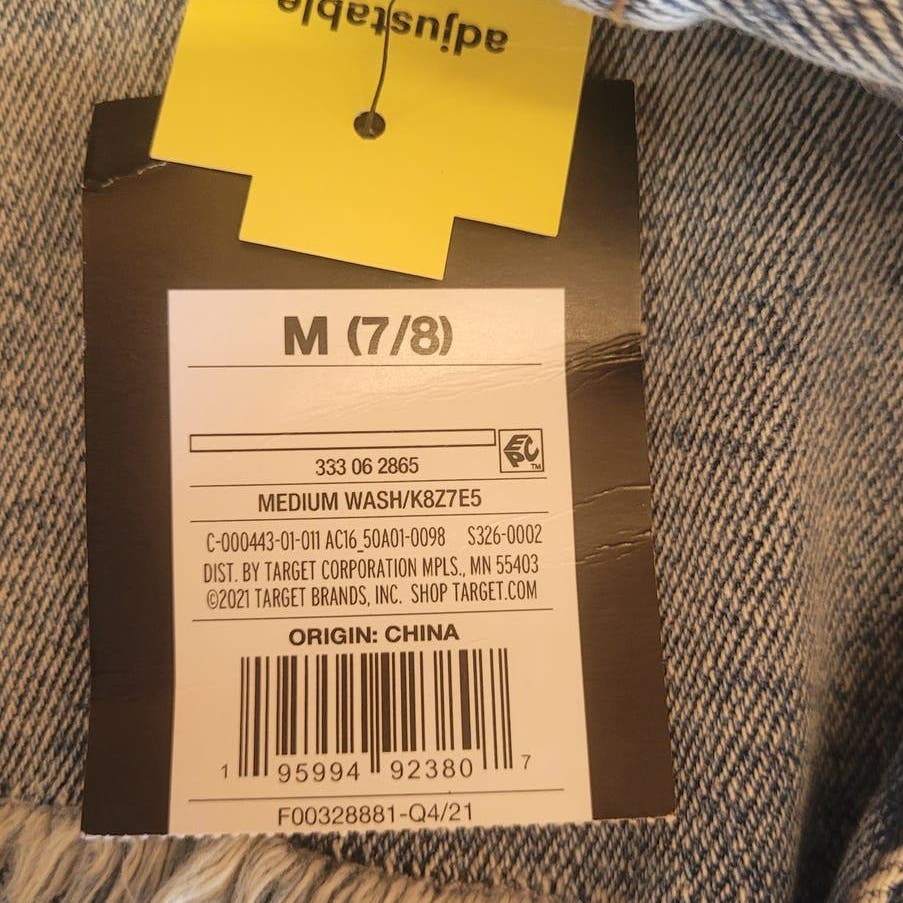 adjustable
M (7/8)
EPC
TM
333 06 2865
MEDIUM WASH/K8Z7E5
C-000443-01-011 AC16_50A01-0098 S326-0002
DIST. BY TARGET CORPORATION MPLS., MN 55403
©2021 TARGET BRANDS, INC. SHOP TARGET.COM
ORIGIN: CHINA
1 95994 92380 7
F00328881-Q4/21